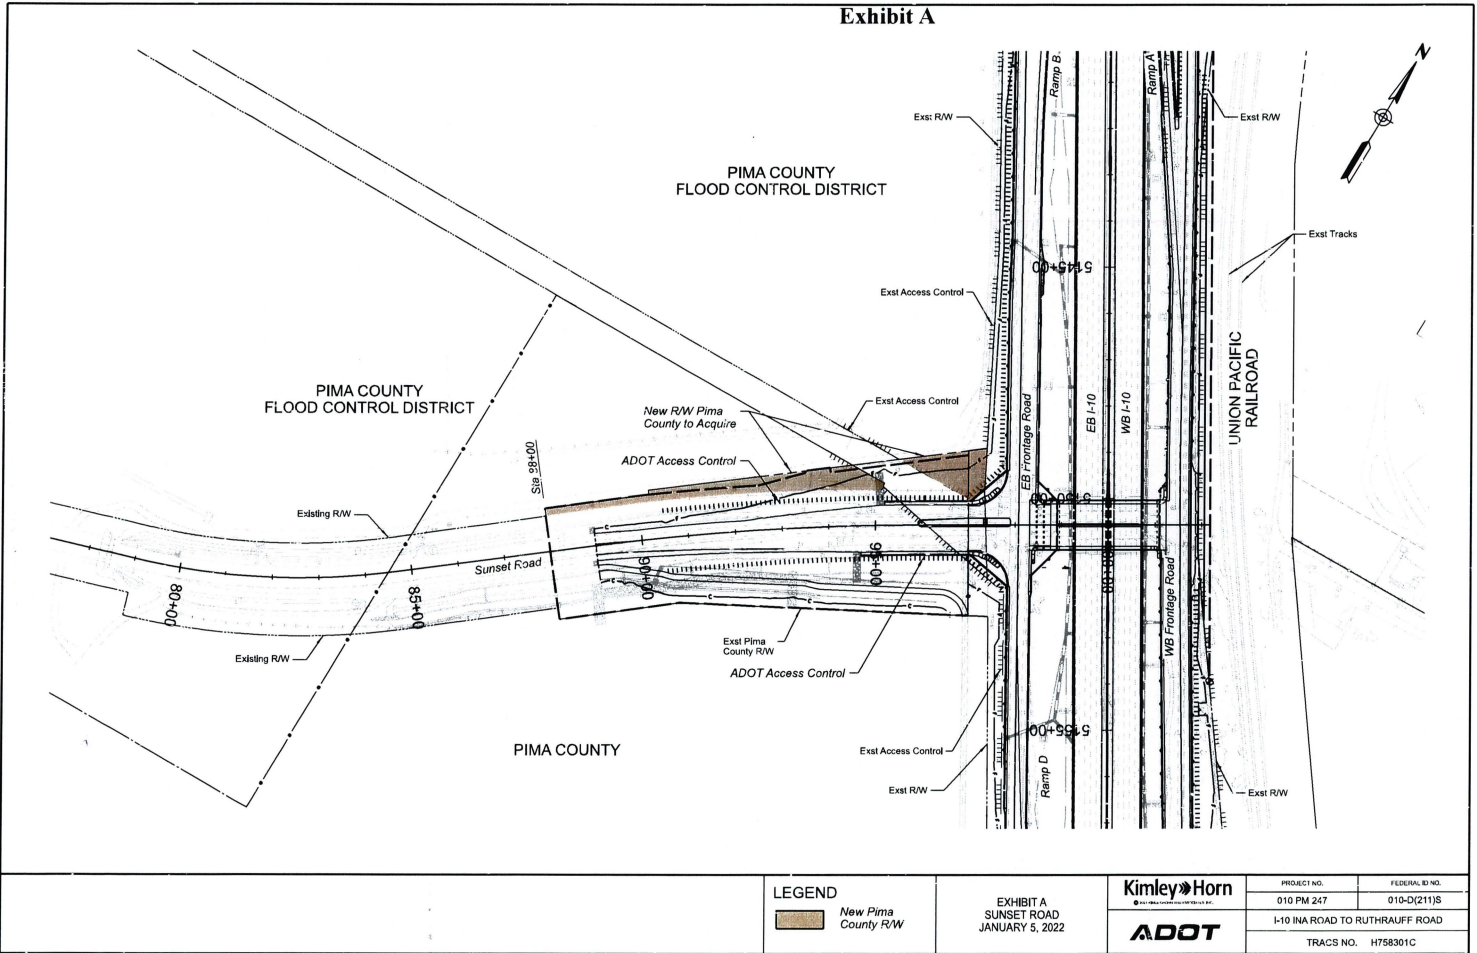 Exhibit A
N
Exst R/W
Ramp B
Ramp A
Exst R/W
PIMA COUNTY
FLOOD CONTROL DISTRICT
Exst Tracks
5145+00
Exst Access Control
UNION PACIFIC
RAILROAD
PIMA COUNTY
FLOOD CONTROL DISTRICT
Exst Access Control
New R/W Pima
County to Acquire
EB Frontage Road
EB I-10
WB I-10
ADOT Access Control
Sta 88+00
5150+00
Existing R/W
Sunset Road
80+00
85+00
90+00
95+00
WB Frontage Road
Existing R/W
Exst Pima
County R/W
ADOT Access Control
5155+00
PIMA COUNTY
Exst Access Control
Ramp D
Exst R/W
Exst R/W
LEGEND
New Pima
County R/W
EXHIBIT A
SUNSET ROAD
JANUARY 5, 2022
Kimley»Horn
ADOT
PROJECT NO.
FEDERAL ID NO.
010 PM 247
010-D(211)S
I-10 INA ROAD TO RUTHRAUFF ROAD
TRACS NO. H758301C